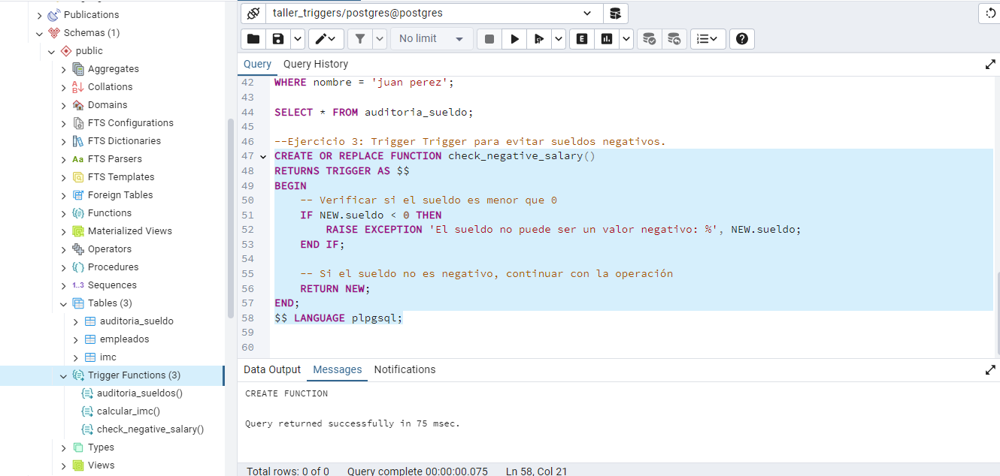 Publications
Schemas (1)
public
Aggregates
Collations
Domains
FTS Configurations
FTS Dictionaries
Aa FTS Parsers
FTS Templates
Foreign Tables
Functions
Materialized Views
Operators
Procedures
1..3 Sequences
Tables (3)
auditoria_sueldo
empleados
imc
Trigger Functions (3)
auditoria_sueldos()
calcular_imc()
check_negative_salary()
Types
Views
taller_triggers/postgres@postgres
No limit
E
Query Query History
42 WHERE nombre = 'juan perez';
43
44 SELECT * FROM auditoria_sueldo;
45
46 --Ejercicio 3: Trigger Trigger para evitar sueldos negativos.
47 CREATE OR REPLACE FUNCTION check_negative_salary()
48 RETURNS TRIGGER AS $$
49 BEGIN
50 -- Verificar si el sueldo es menor que 0
51 IF NEW.sueldo < 0 THEN
52 RAISE EXCEPTION 'El sueldo no puede ser un valor negativo: %', NEW.sueldo;
53 END IF;
54
55 -- Si el sueldo no es negativo, continuar con la operación
56 RETURN NEW;
57 END;
58 $$ LANGUAGE plpgsql;
59
60
Data Output Messages Notifications
CREATE FUNCTION
Query returned successfully in 75 msec.
Total rows: 0 of 0 Query complete 00:00:00.075 Ln 58, Col 21